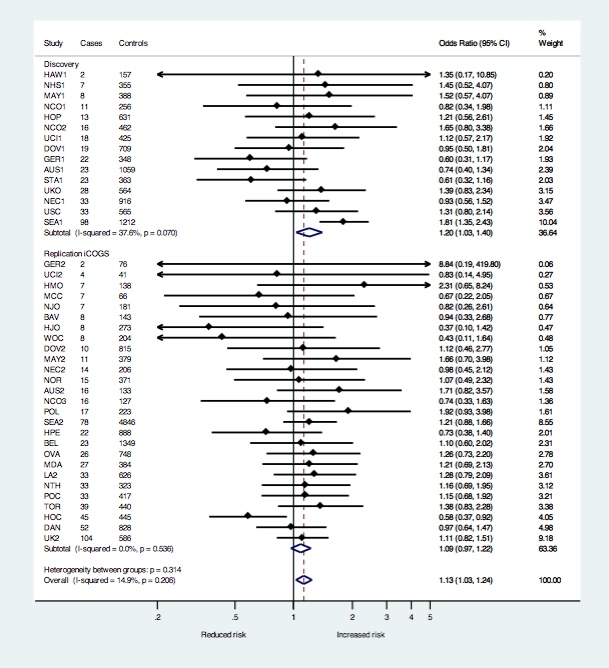 %
Study Cases Controls Odds Ratio (95% CI) Weight
Discovery
HAW1 2 157 1.35 (0.17, 10.85) 0.20
NHS1 7 355 1.45 (0.52, 4.07) 0.80
MAY1 8 388 1.52 (0.57, 4.07) 0.89
NCO1 11 256 0.82 (0.34, 1.98) 1.11
HOP 13 631 1.21 (0.56, 2.61) 1.45
NCO2 16 462 1.65 (0.80, 3.38) 1.66
UCI1 18 425 1.12 (0.57, 2.17) 1.92
DOV1 19 709 0.95 (0.50, 1.81) 2.04
GER1 22 348 0.60 (0.31, 1.17) 1.93
AUS1 23 1059 0.74 (0.40, 1.34) 2.39
STA1 23 363 0.61 (0.32, 1.16) 2.03
UKO 28 564 1.39 (0.83, 2.34) 3.15
NEC1 33 916 0.93 (0.56, 1.52) 3.47
USC 33 565 1.31 (0.80, 2.14) 3.56
SEA1 98 1212 1.81 (1.35, 2.43) 10.04
Subtotal (I-squared = 37.6%, p = 0.070) 1.20 (1.03, 1.40) 36.64
Replication iCOGS
GER2 2 76 8.84 (0.19, 419.80) 0.06
UCI2 4 41 0.83 (0.14, 4.95) 0.27
HMO 7 138 2.31 (0.65, 8.24) 0.53
MCC 7 66 0.67 (0.22, 2.05) 0.67
NJO 7 181 0.82 (0.26, 2.61) 0.64
BAV 8 143 0.94 (0.33, 2.68) 0.77
HJO 8 273 0.37 (0.10, 1.42) 0.47
WOC 8 204 0.43 (0.11, 1.64) 0.48
DOV2 10 815 1.12 (0.46, 2.77) 1.05
MAY2 11 379 1.66 (0.70, 3.98) 1.12
NEC2 14 206 0.98 (0.45, 2.12) 1.43
NOR 15 371 1.07 (0.49, 2.32) 1.43
AUS2 16 133 1.71 (0.82, 3.57) 1.58
NCO3 16 127 0.74 (0.33, 1.63) 1.36
POL 17 223 1.92 (0.93, 3.98) 1.61
SEA2 78 4846 1.21 (0.88, 1.66) 8.55
HPE 22 888 0.73 (0.38, 1.40) 2.01
BEL 23 1349 1.10 (0.60, 2.02) 2.31
OVA 26 748 1.26 (0.73, 2.20) 2.78
MDA 27 384 1.21 (0.69, 2.13) 2.70
LA2 33 626 1.28 (0.79, 2.09) 3.61
NTH 33 323 1.16 (0.69, 1.95) 3.12
POC 33 417 1.15 (0.68, 1.92) 3.21
TOR 39 440 1.38 (0.83, 2.28) 3.38
HOC 45 445 0.58 (0.37, 0.92) 4.05
DAN 52 828 0.97 (0.64, 1.47) 4.98
UK2 104 586 1.11 (0.82, 1.51) 9.18
Subtotal (I-squared = 0.0%, p = 0.536) 1.09 (0.97, 1.22) 63.36
Heterogeneity between groups: p = 0.314
Overall (I-squared = 14.9%, p = 0.206) 1.13 (1.03, 1.24) 100.00
.2 .5 1 2 3 4 5
Reduced risk Increased risk